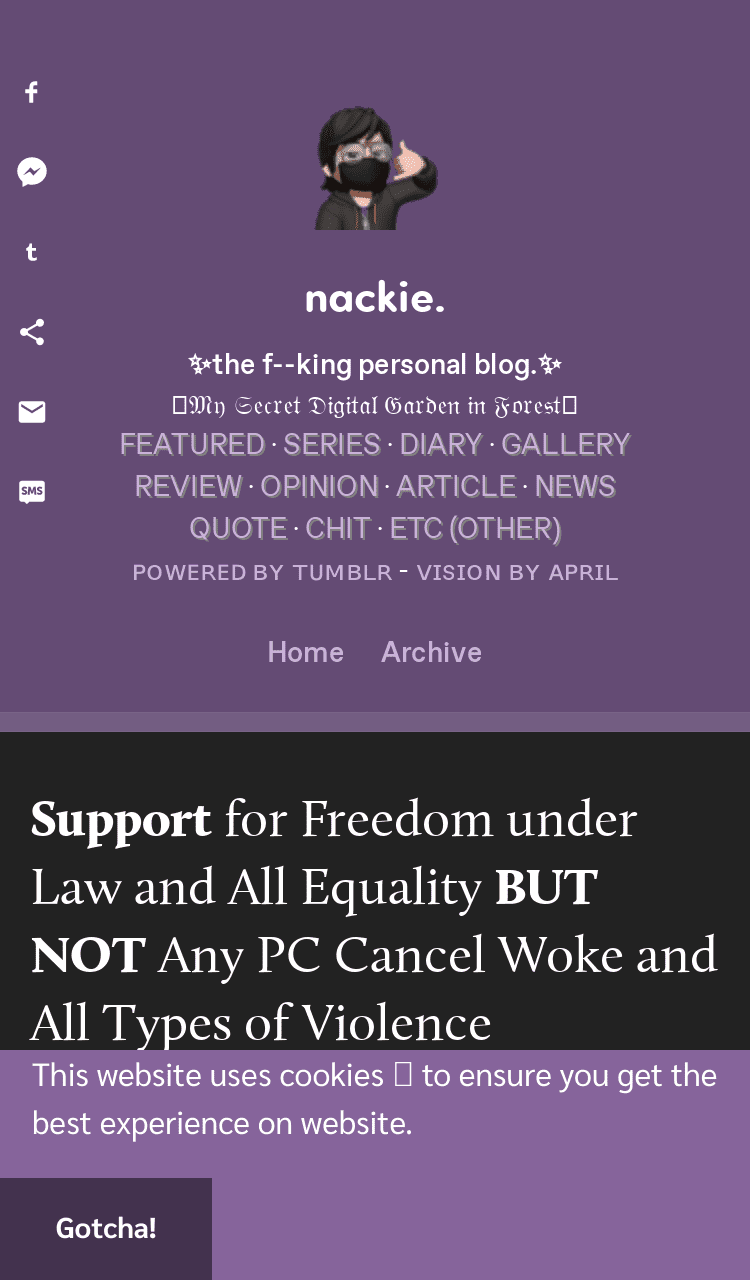 nackie.
✨the f--king personal blog.✨
𝔐𝔶 𝔖𝔢𝔠𝔯𝔢𝔱 𝔇𝔦𝔤𝔦𝔱𝔞𝔩 𝔊𝔞𝔯𝔡𝔢𝔫 𝔦𝔫 𝔉𝔬𝔯𝔢𝔰𝔱
FEATURED · SERIES · DIARY · GALLERY
REVIEW · OPINION · ARTICLE · NEWS
QUOTE · CHIT · ETC (OTHER)
POWERED BY TUMBLR - VISION BY APRIL
Home Archive
Support for Freedom under
Law and All Equality BUT
NOT Any PC Cancel Woke and
All Types of Violence
This website uses cookies to ensure you get the
best experience on website.
Gotcha!
SMS